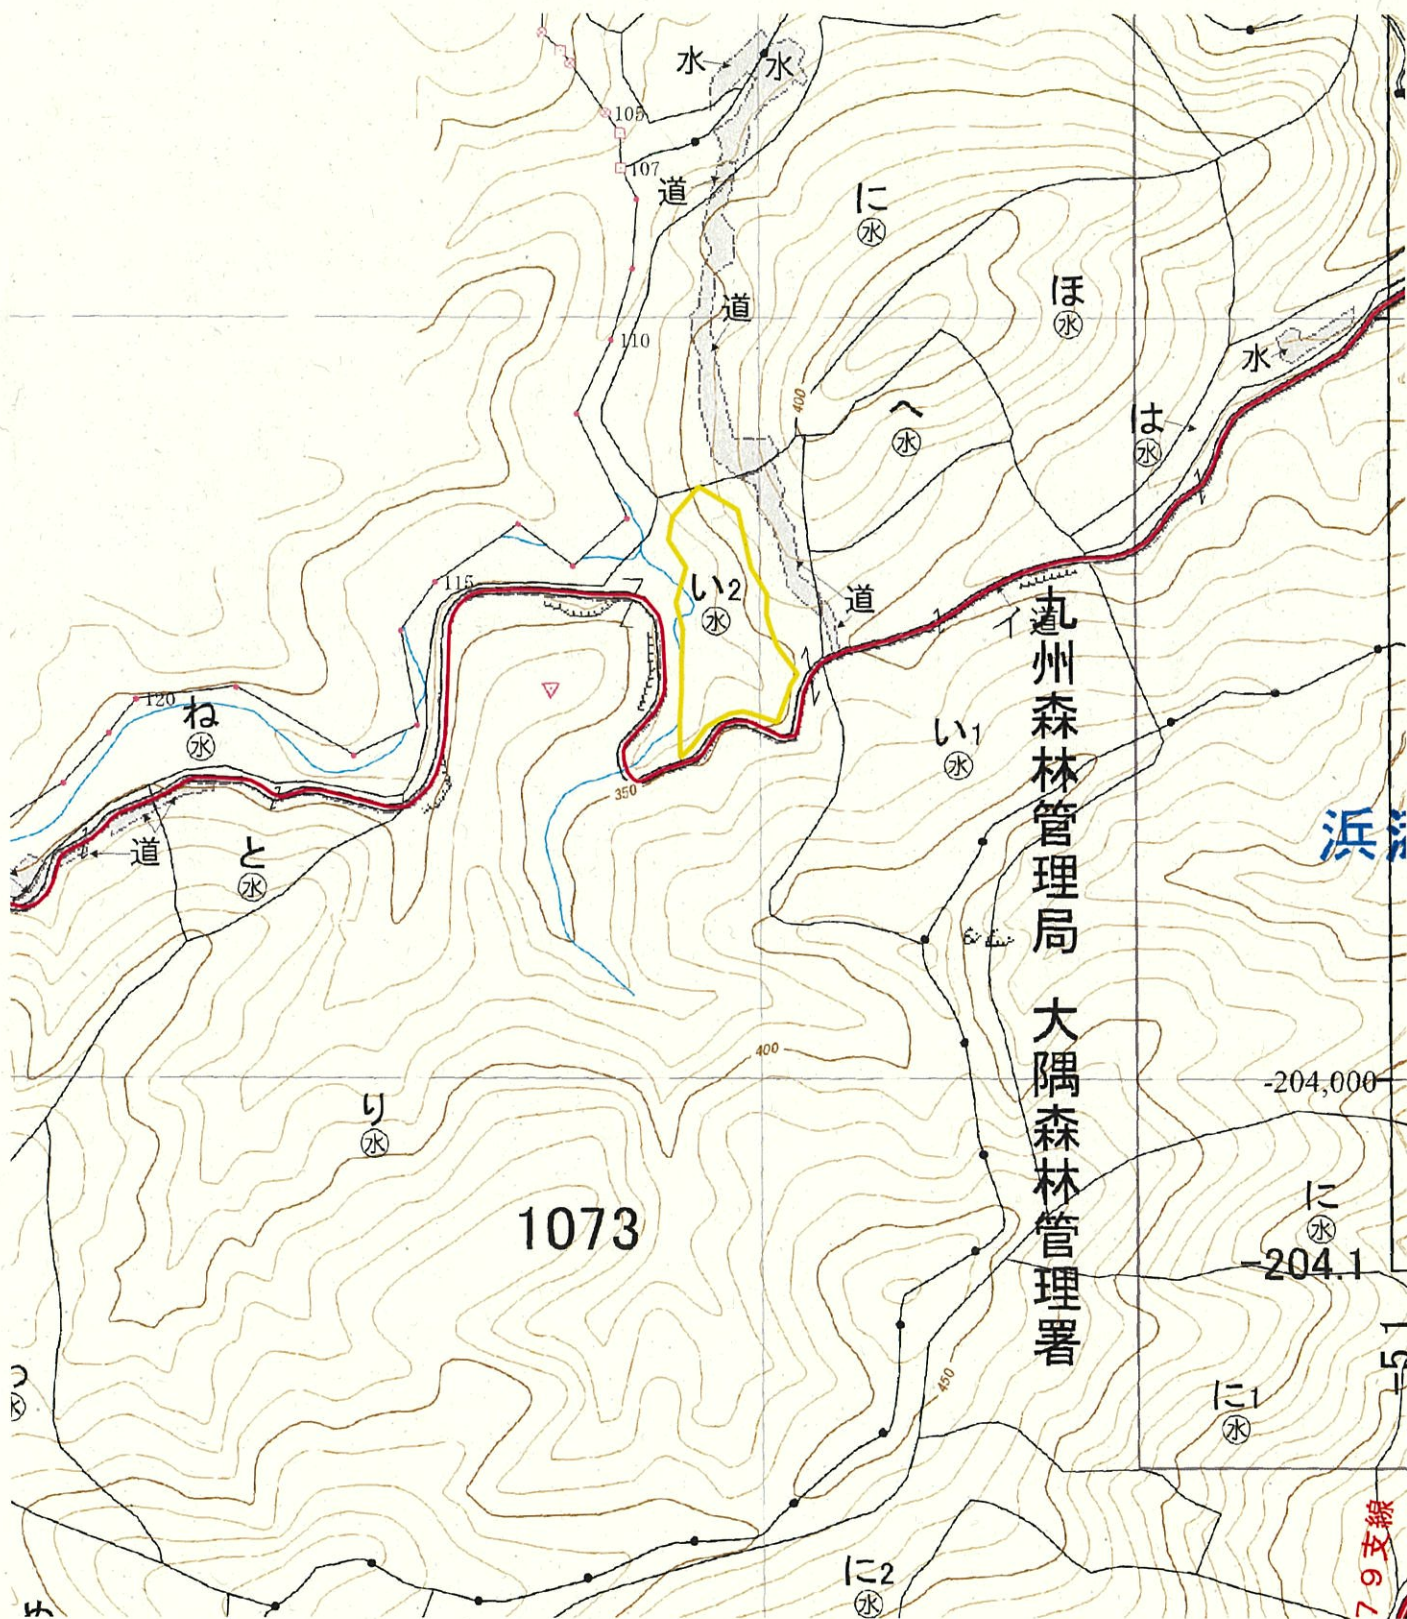 水
水
105
107
道
に
水
道
ほ
水
110
水
400
へ
水
は
水
115
い2
水
道
イ道
九州森林管理局　大隅森林管理署
120
ね
水
い1
水
350
道
と
水
浜
400
-204,000
り
水
1073
に
水
-204.1
-51
450
に1
水
水
に2
水
79支線